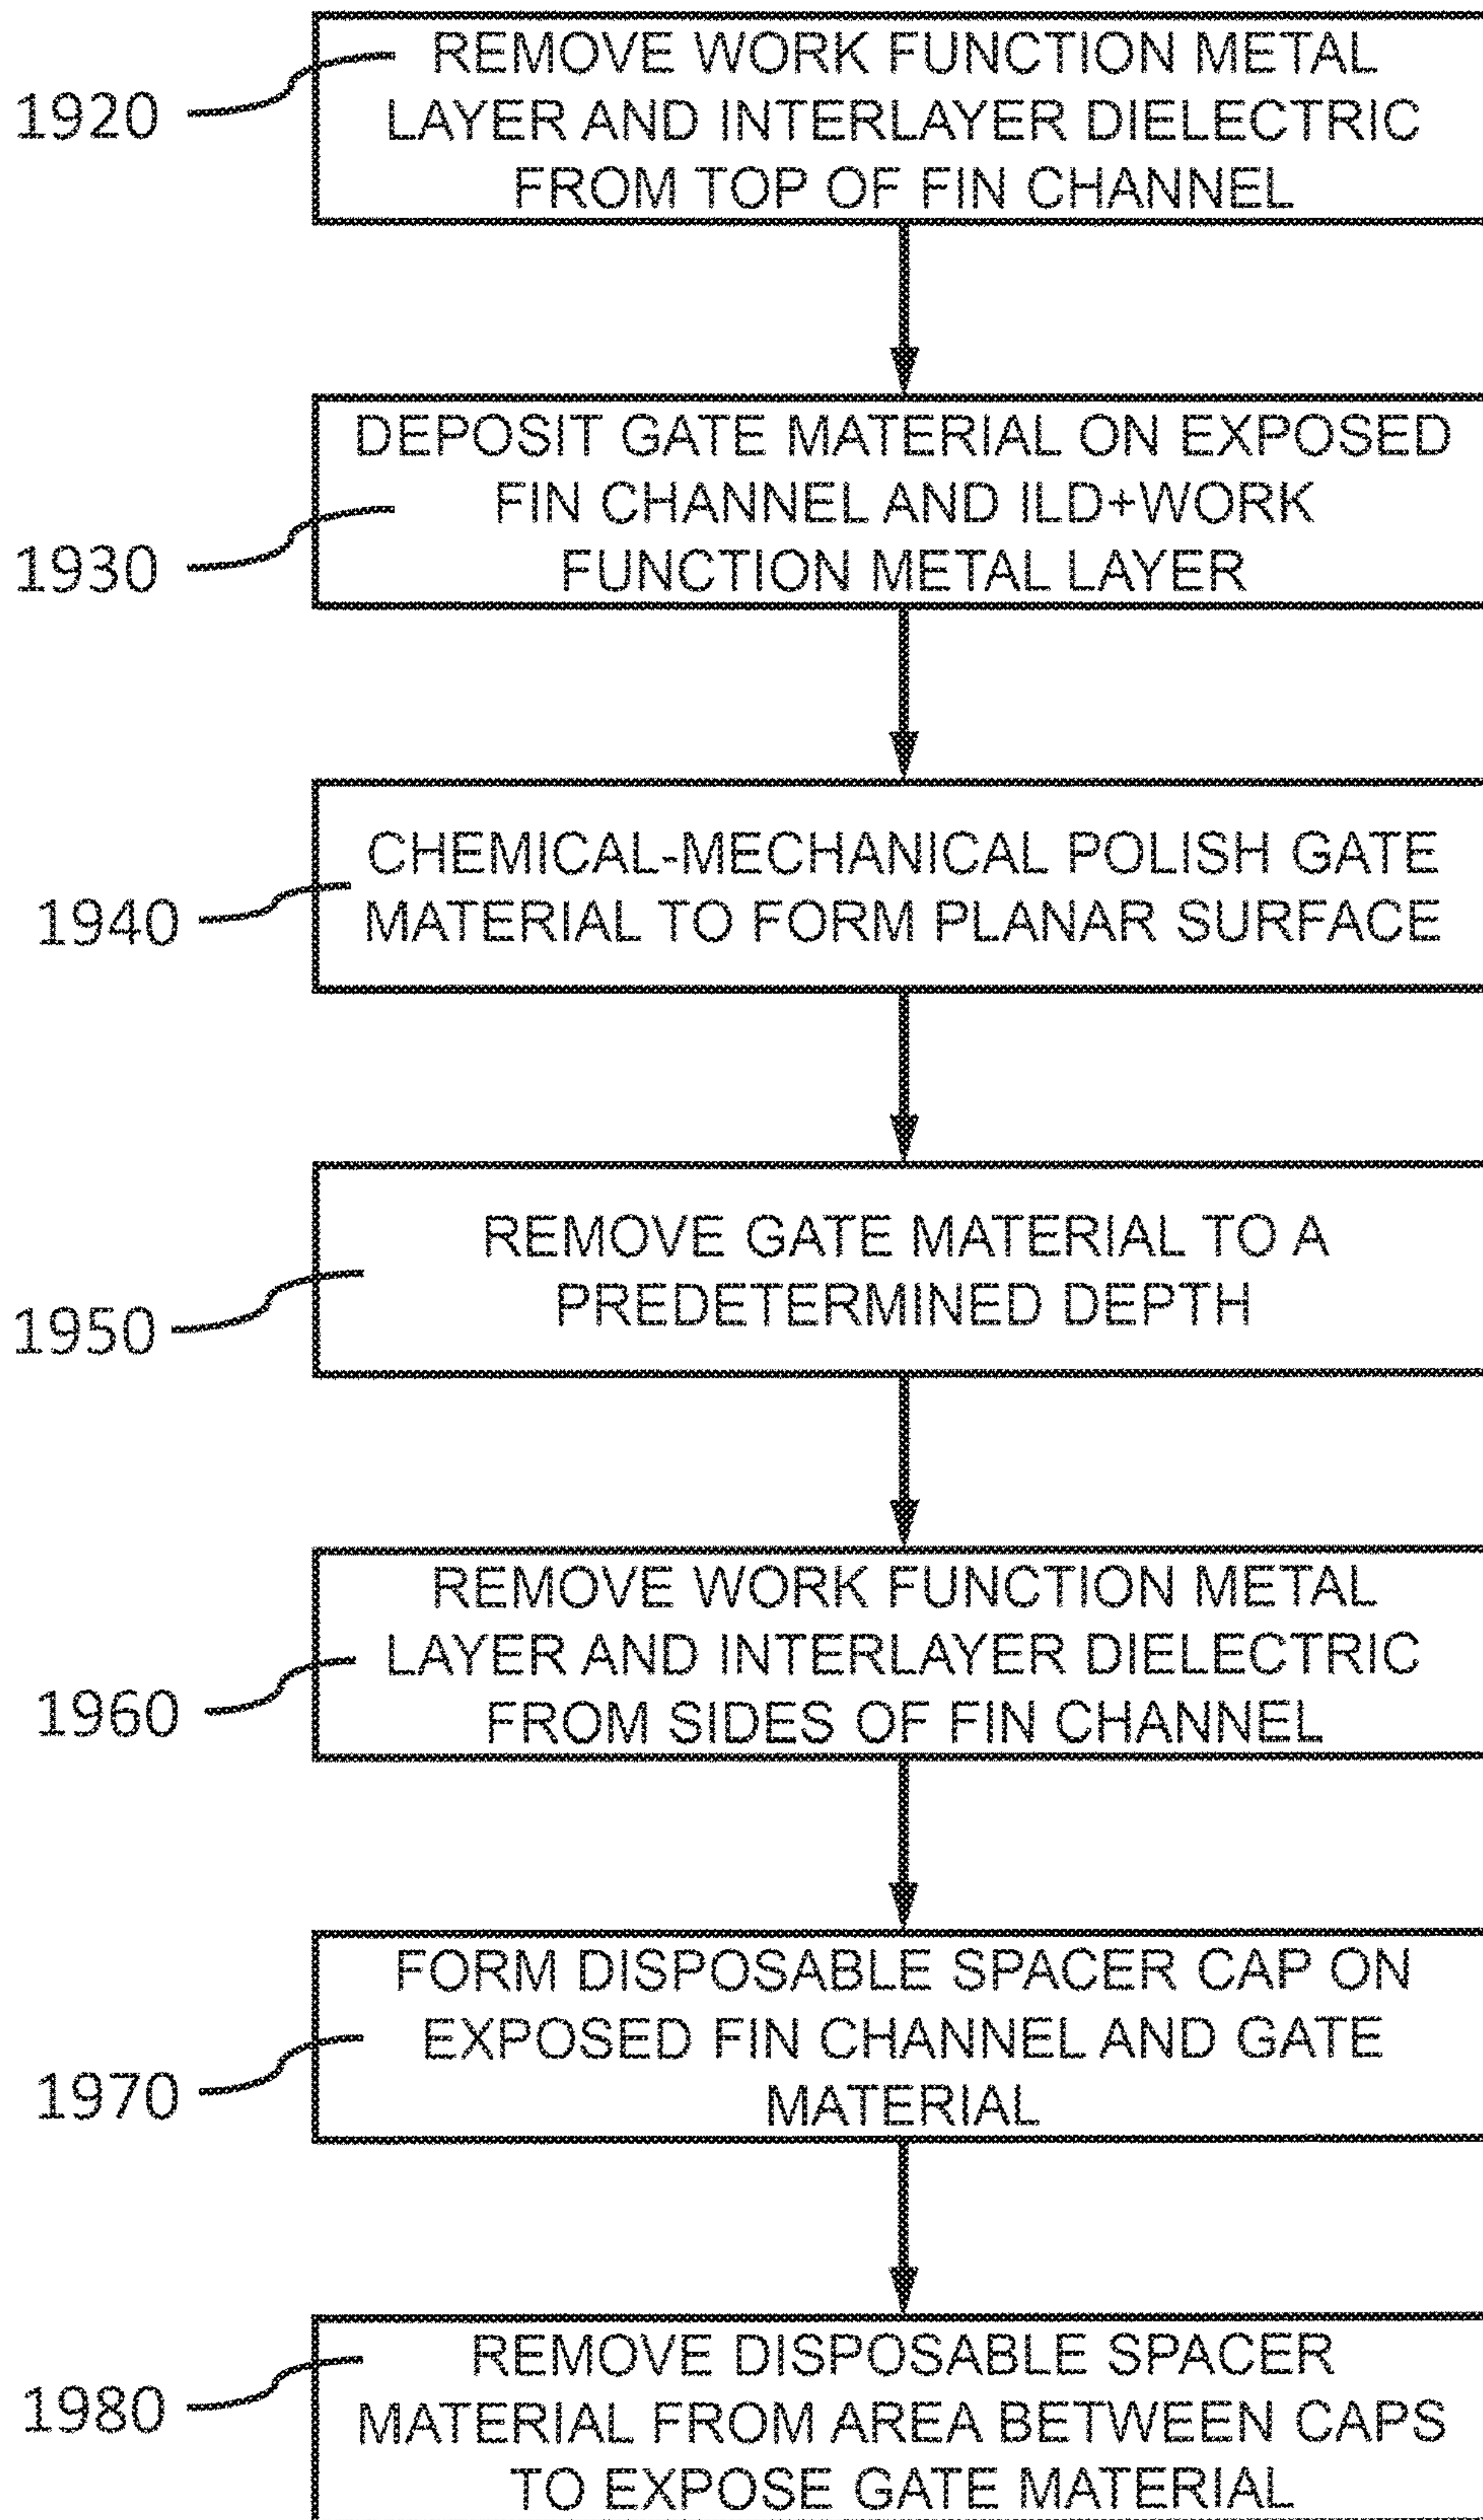 1920
REMOVE WORK FUNCTION METAL
LAYER AND INTERLAYER DIELECTRIC
FROM TOP OF FIN CHANNEL
1930
DEPOSIT GATE MATERIAL ON EXPOSED
FIN CHANNEL AND ILD+WORK
FUNCTION METAL LAYER
1940
CHEMICAL-MECHANICAL POLISH GATE
MATERIAL TO FORM PLANAR SURFACE
1950
REMOVE GATE MATERIAL TO A
PREDETERMINED DEPTH
1960
REMOVE WORK FUNCTION METAL
LAYER AND INTERLAYER DIELECTRIC
FROM SIDES OF FIN CHANNEL
1970
FORM DISPOSABLE SPACER CAP ON
EXPOSED FIN CHANNEL AND GATE
MATERIAL
1980
REMOVE DISPOSABLE SPACER
MATERIAL FROM AREA BETWEEN CAPS
TO EXPOSE GATE MATERIAL